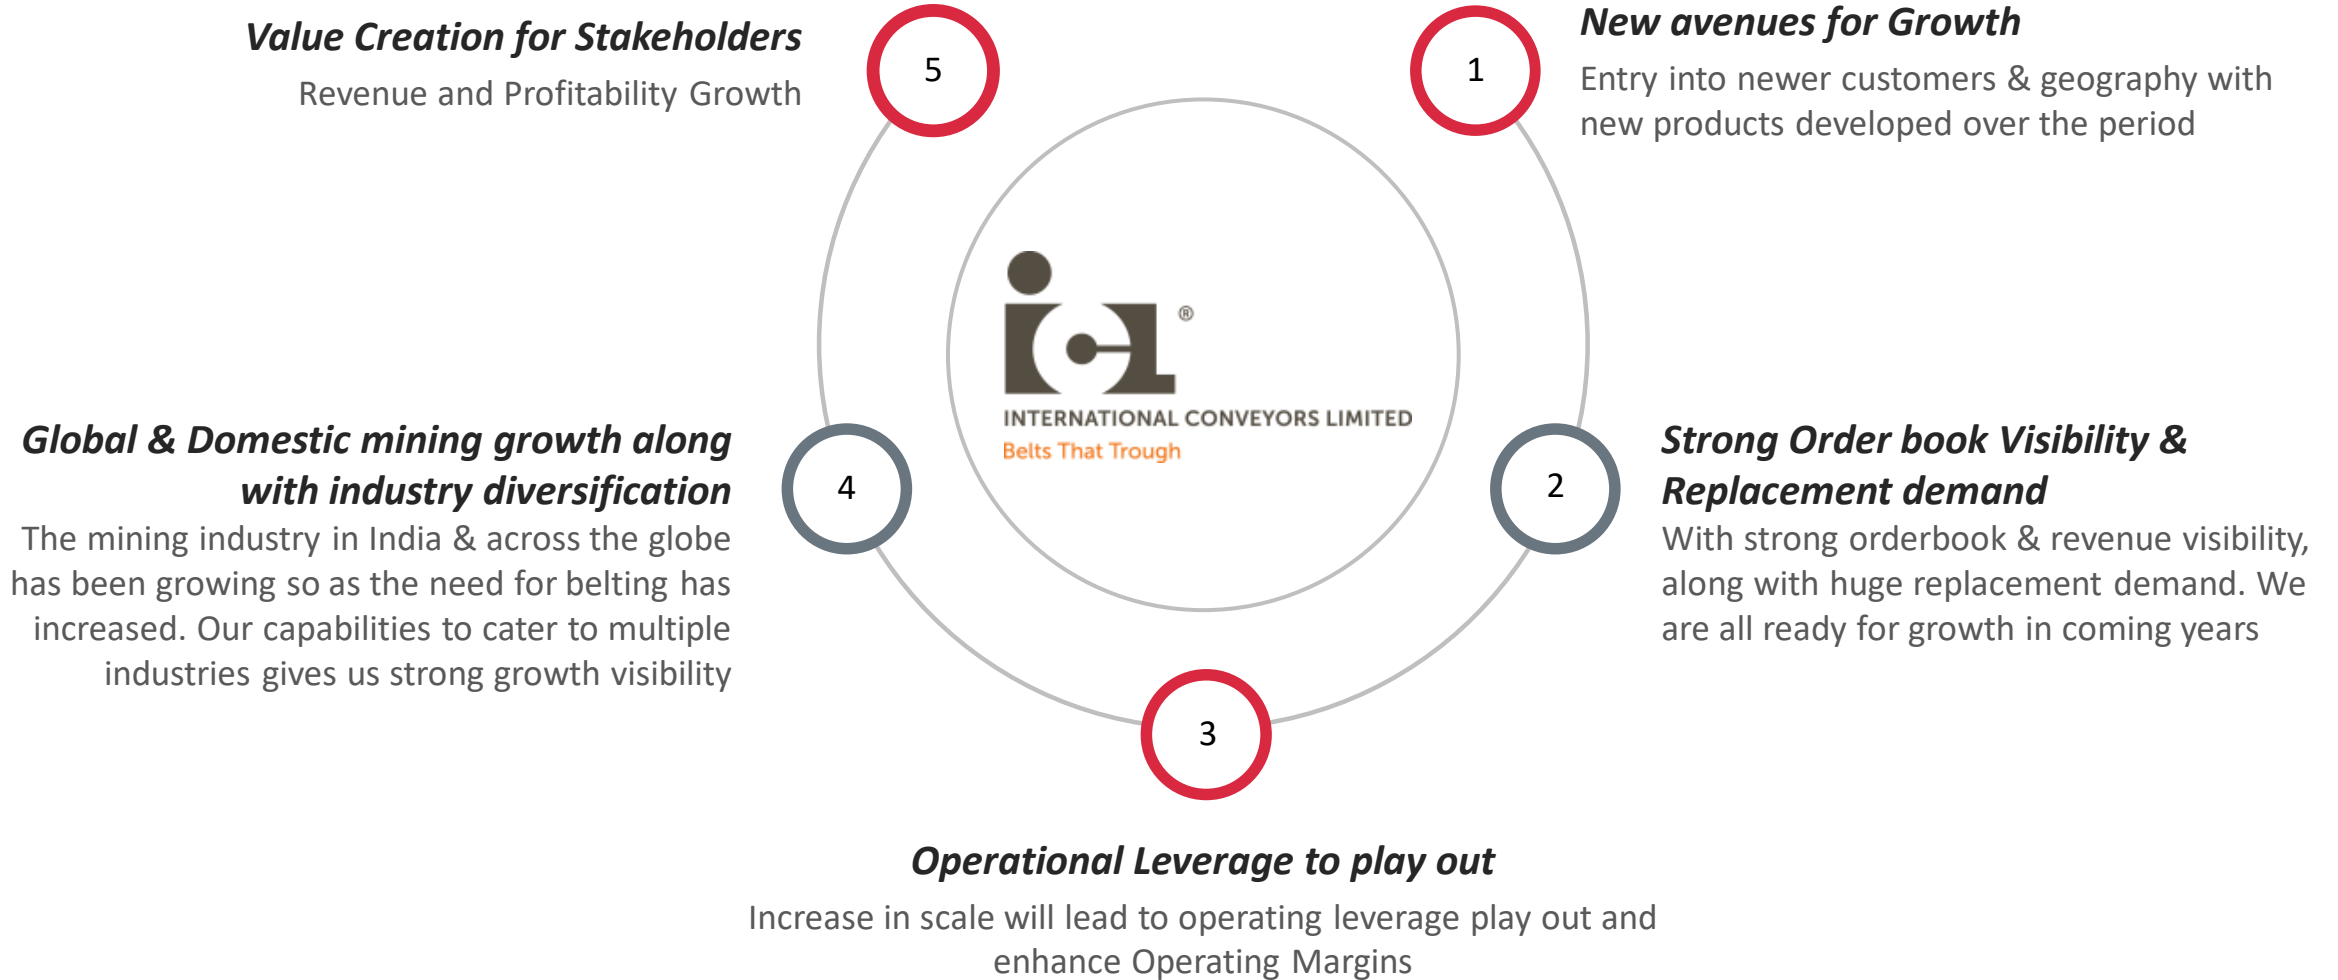 Value Creation for Stakeholders
Revenue and Profitability Growth
5
1
New avenues for Growth
Entry into newer customers & geography with
new products developed over the period
icL
®
INTERNATIONAL CONVEYORS LIMITED
Belts That Trough
Global & Domestic mining growth along
with industry diversification
The mining industry in India & across the globe
has been growing so as the need for belting has
increased. Our capabilities to cater to multiple
industries gives us strong growth visibility
4
2
Strong Order book Visibility &
Replacement demand
With strong orderbook & revenue visibility,
along with huge replacement demand. We
are all ready for growth in coming years
3
Operational Leverage to play out
Increase in scale will lead to operating leverage play out and
enhance Operating Margins